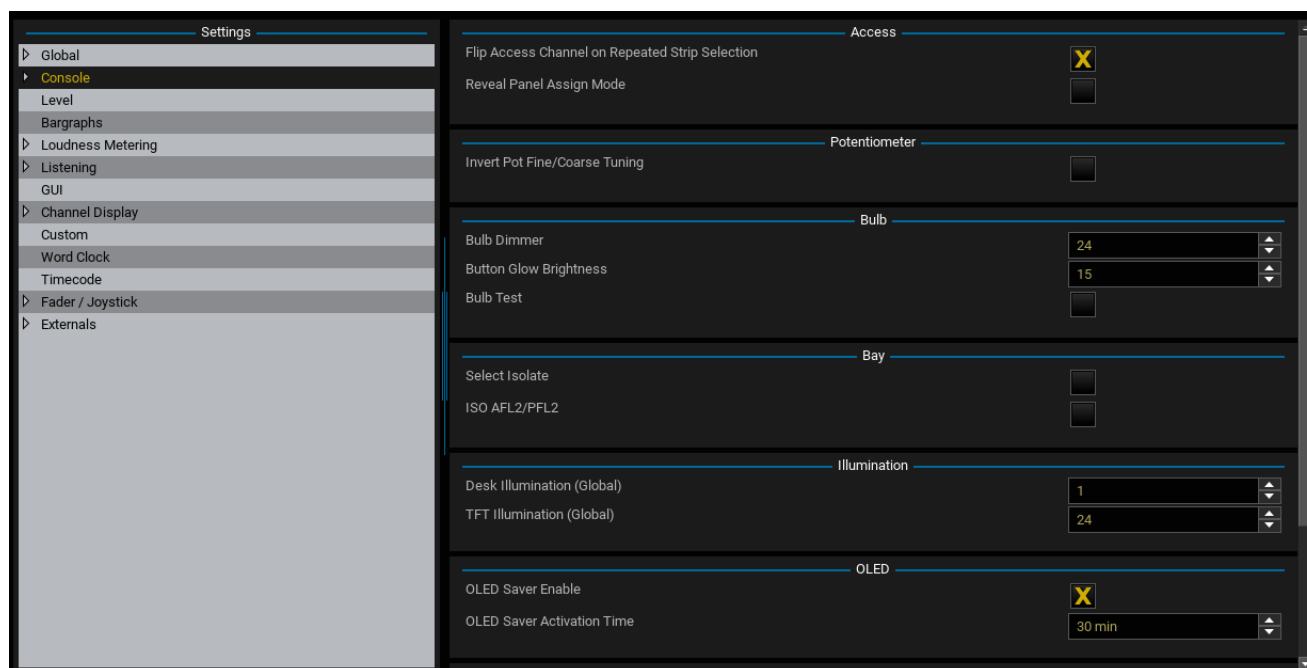 Settings
Global
Console
Level
Bargraphs
Loudness Metering
Listening
GUI
Channel Display
Custom
Word Clock
Timecode
Fader / Joystick
Externals
Access
Flip Access Channel on Repeated Strip Selection X
Reveal Panel Assign Mode
Potentiometer
Invert Pot Fine/Coarse Tuning
Bulb
Bulb Dimmer 24
Button Glow Brightness 15
Bulb Test
Bay
Select Isolate
ISO AFL2/PFL2
Illumination
Desk Illumination (Global) 1
TFT Illumination (Global) 24
OLED
OLED Saver Enable X
OLED Saver Activation Time 30 min